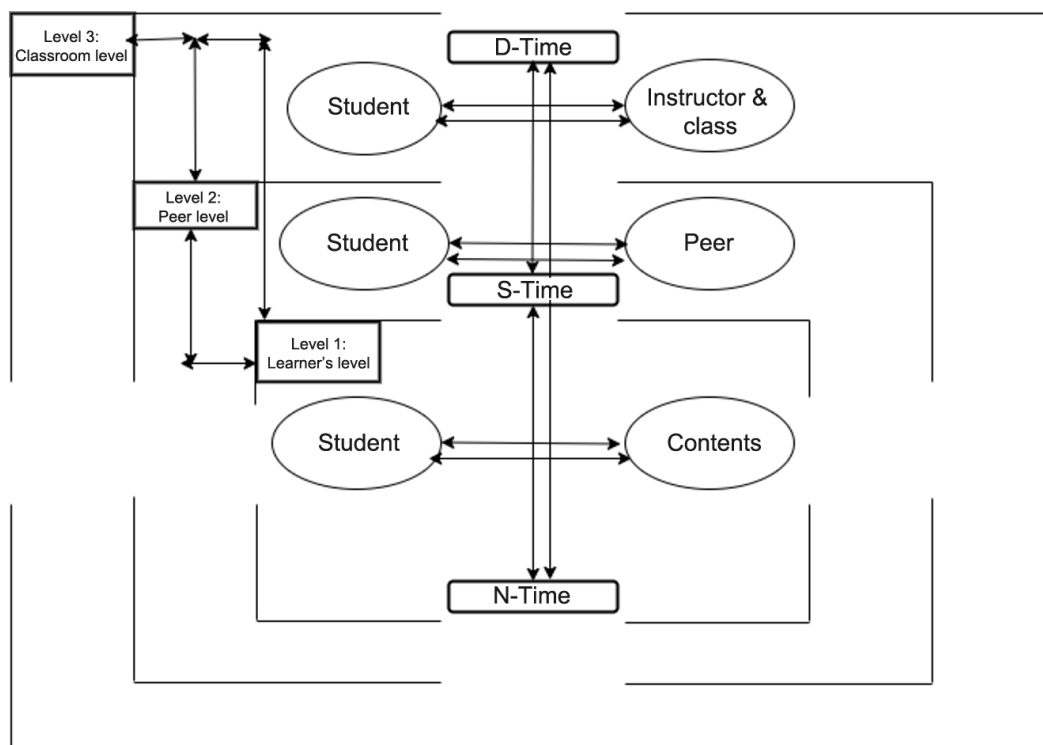 Level 3:
Classroom level
D-Time
Student
Instructor &
class
Level 2:
Peer level
Student
Peer
S-Time
Level 1:
Learner's level
Student
Contents
N-Time